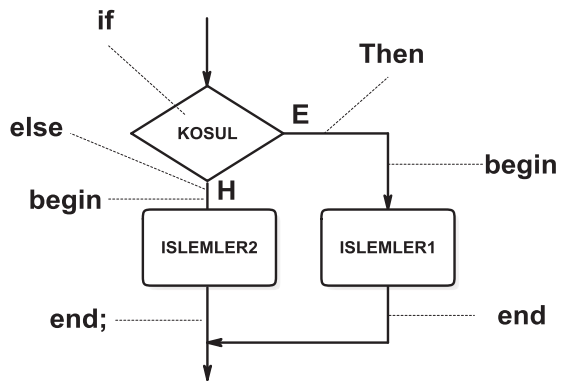 if
Then
E
KOSUL
else
begin
H
begin
ISLEMLER2
ISLEMLER1
end;
end